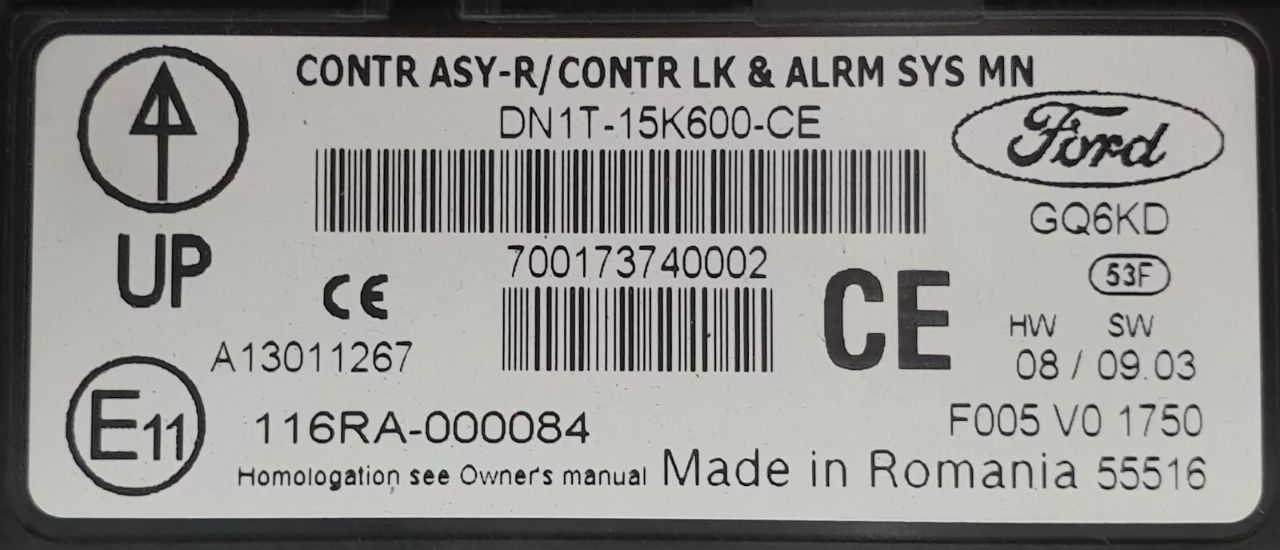 CONTR ASY-R/CONTR LK & ALRM SYS MN
DN1T-15K600-CE
Ford
GQ6KD
UP
700173740002
53F
CE
CE
HW SW
A13011267
08 / 09.03
E11
116RA-000084
F005 V0 1750
Homologation see Owner's manual
Made in Romania 55516